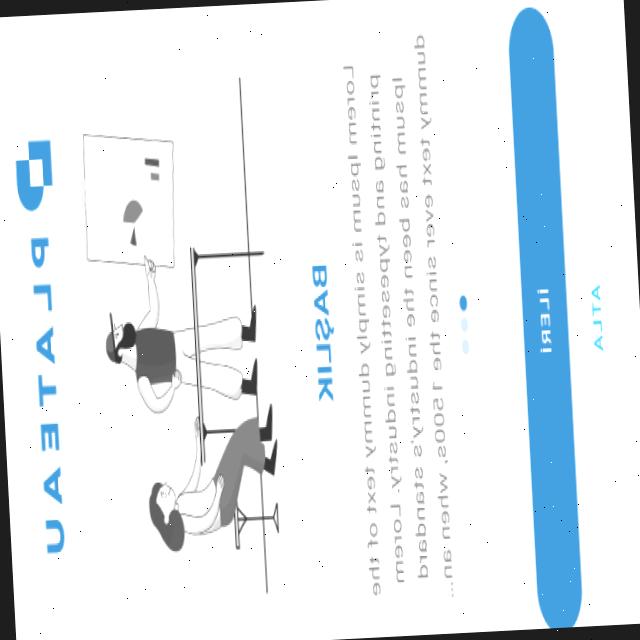 PLATEAU
BAŞLIK
Lorem Ipsum is simply dummy text of the
printing and typesetting industry. Lorem
Ipsum has been the industry's standard
dummy text ever since the 1500s, when an...
İLERİ
ATLA